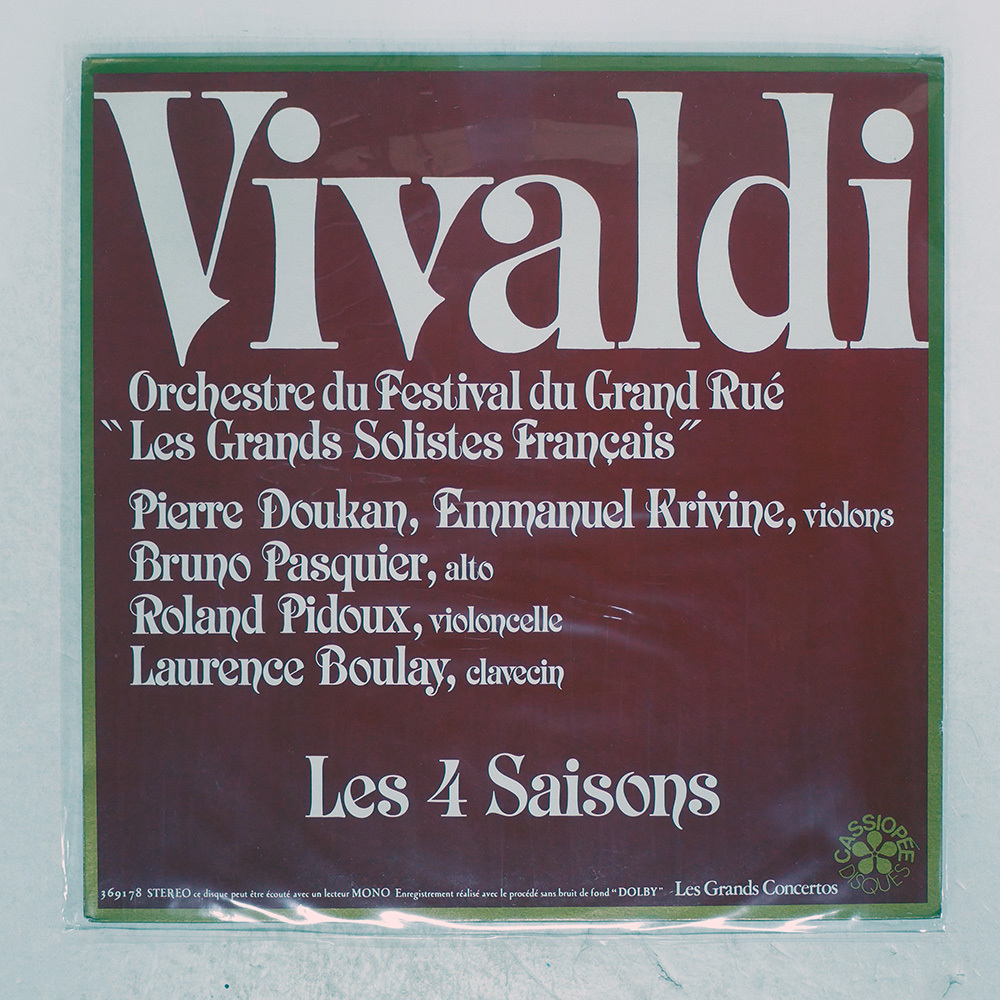 Vivaldi
Orchestre du Festival du Grand Rué
"Les Grands Solistes Français"
Pierre Doukan, Emmanuel Krivine, violons
Bruno Pasquier, alto
Roland Pidoux, violoncelle
Laurence Boulay, clavecin
Les 4 Saisons
CASSIOPÉE
DISQUES
369178 STEREO ce disque peut être écouté avec un lecteur MONO Enregistrement réalisé avec le procédé sans bruit de fond "DOLBY" - Les Grands Concertos